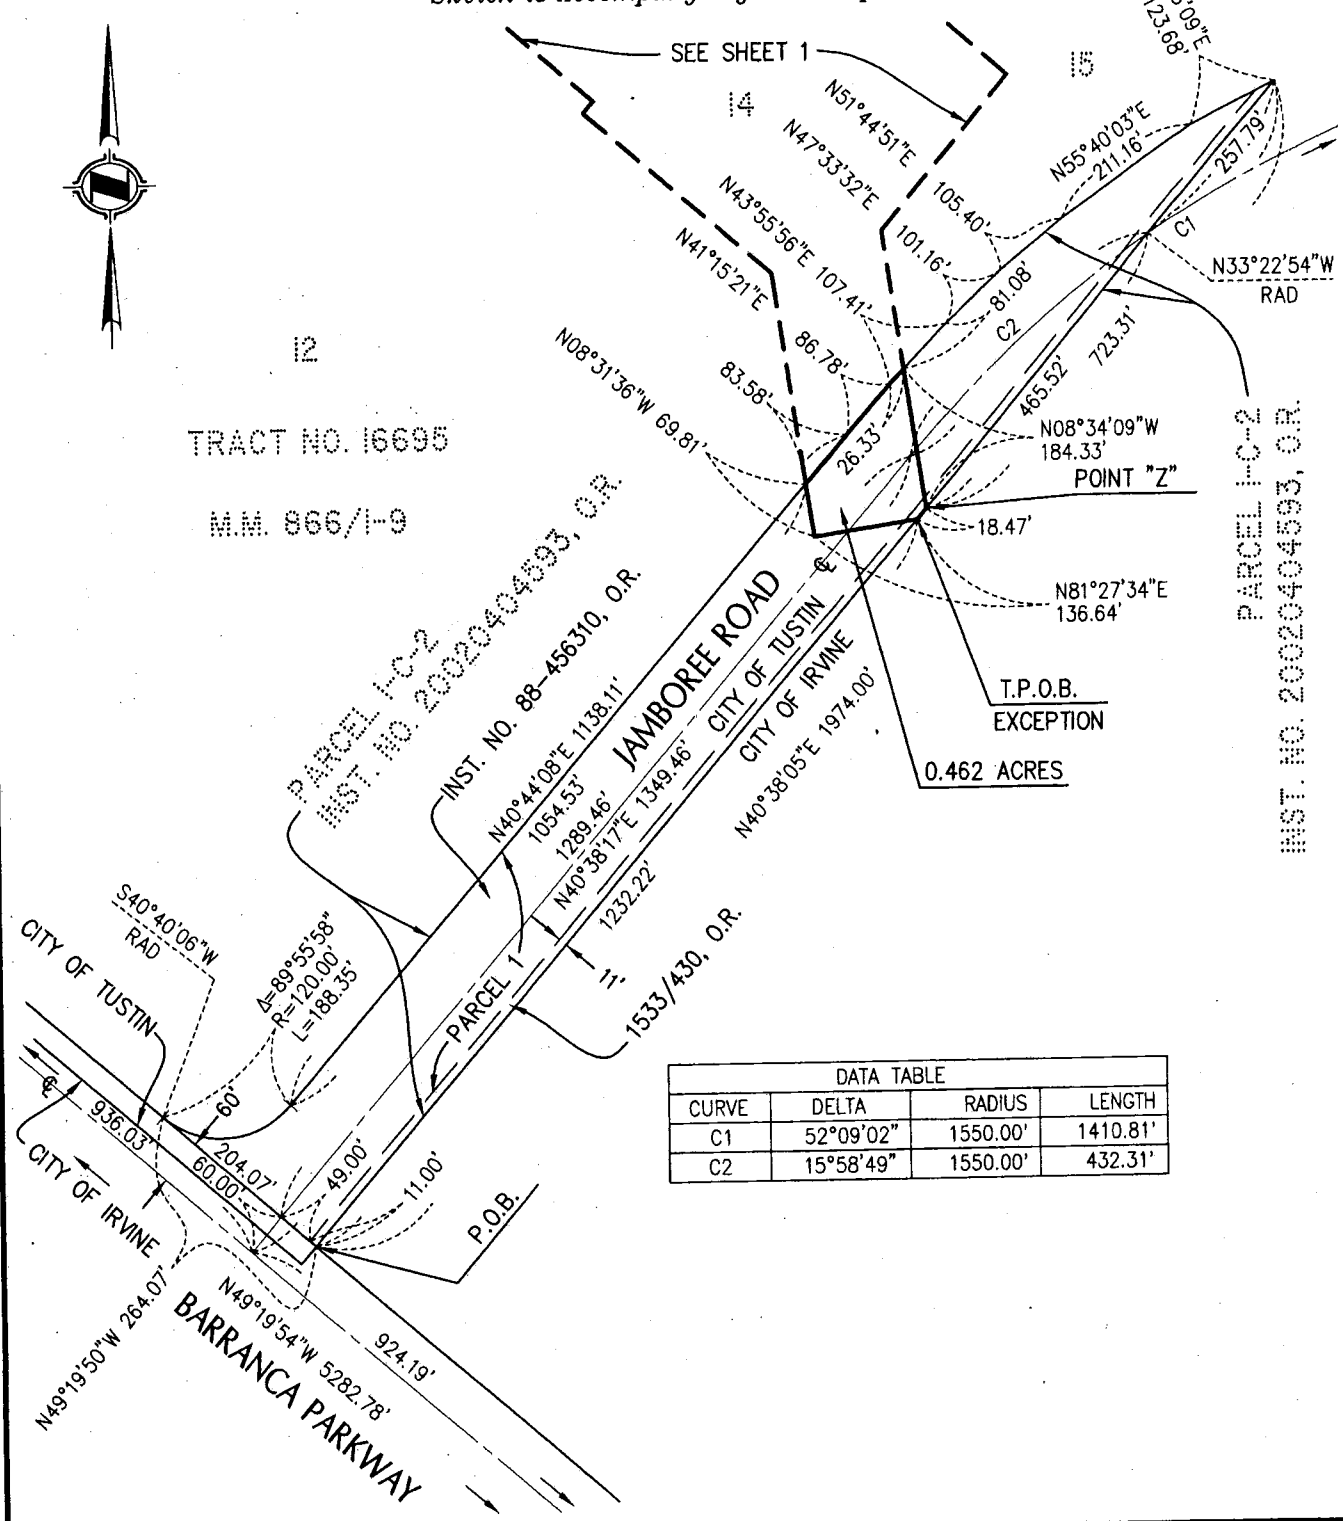 SEE SHEET 1
15
14
123.68'
N51°44'51"E
N47°33'32"E
N43°55'56"E
N41°15'21"E
N55°40'03"E
211.16'
257.79'
C1
105.40'
101.16'
107.41'
81.08'
C2
N33°22'54"W
RAD
12
N08°31'36"W 69.81'
83.58'
86.78'
26.33'
723.31'
465.52'
N08°34'09"W
184.33'
POINT "Z"
18.47'
TRACT NO. 16695
M.M. 866/1-9
PARCEL 1-C-2
INST. NO. 20020404593, O.R.
N81°27'34"E
136.64'
T.P.O.B.
EXCEPTION
0.462 ACRES
PARCEL 1-C-2
INST. NO. 20020404593, O.R.
INST. NO. 88-456310, O.R.
JAMBOREE ROAD
℄
CITY OF TUSTIN
CITY OF IRVINE
N40°44'08"E 1138.11'
1054.53'
1289.46'
N40°38'17"E 1349.46'
N40°38'05"E 1974.00'
1232.22'
11'
1533/430, O.R.
PARCEL 1
S40°40'06"W
RAD
CITY OF TUSTIN
Δ=89°55'58"
R=120.00'
L=188.35'
℄
936.03'
60'
204.07'
60.00'
49.00'
11.00'
P.O.B.
CITY OF IRVINE
N49°19'50"W 264.07'
N49°19'54"W 5282.78'
924.19'
BARRANCA PARKWAY
DATA TABLE
CURVE DELTA RADIUS LENGTH
C1 52°09'02" 1550.00' 1410.81'
C2 15°58'49" 1550.00' 432.31'